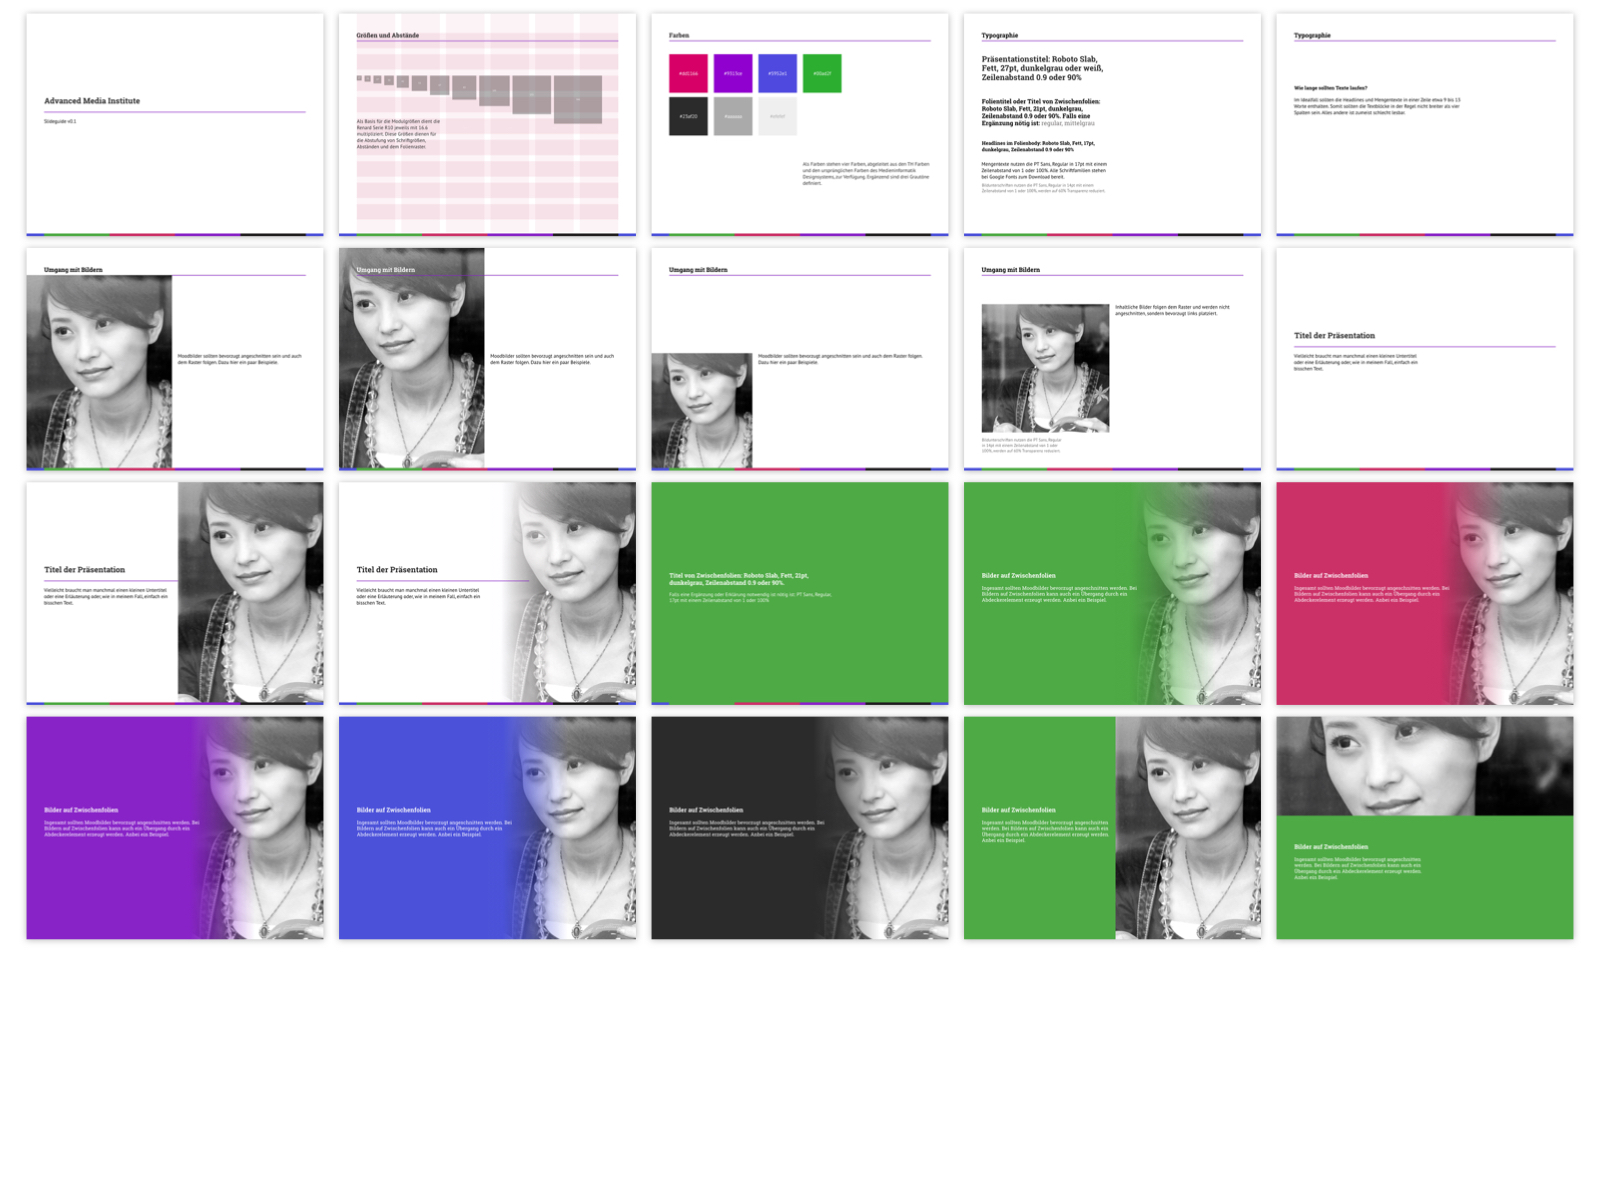 Advanced Media Institute
Slideguide v0.1
Größen und Abstände
Als Basis für die Modulgrößen dient die
Renard Serie R10 jeweils mit 16,6
multipliziert. Diese Größen dienen für
die Abstufung von Schriftgrößen,
Abständen und dem Folienraster.
Farben
Als Farben stehen vier Farben, abgeleitet aus den TH Farben
und den ursprünglichen Farben des Medieninformatik
Designsystems, zur Verfügung. Ergänzend sind drei Grautöne
definiert.
Typographie
Präsentationstitel: Roboto Slab,
Fett, 27pt, dunkelgrau oder weiß,
Zeilenabstand 0.9 oder 90%
Folientitel oder Titel von Zwischenfolien:
Roboto Slab, Fett, 21pt, dunkelgrau,
Zeilenabstand 0.9 oder 90%. Falls eine
Ergänzung nötig ist: regular, mittelgrau
Headlines im Folienbody: Roboto Slab, Fett, 17pt,
dunkelgrau, Zeilenabstand 0.9 oder 90%
Mengentexte nutzen die PT Sans, Regular in 17pt mit einem
Zeilenabstand von 1 oder 100%. Alle Schriftfamilien stehen
bei Google Fonts zum Download bereit.
Bildunterschriften nutzen die PT Sans, Regular in 14pt mit einem
Zeilenabstand von 1 oder 100%, werden auf 60% Transparenz reduziert.
Typographie
Wie lange sollten Texte laufen?
Im Idealfall sollten die Headlines und Mengentexte in einer Zeile etwa 9 bis 15
Worte enthalten. Somit sollten die Textblöcke in der Regel nicht breiter als vier
Spalten sein. Alles andere ist zumeist schlecht lesbar.
Umgang mit Bildern
Moodbilder sollten bevorzugt angeschnitten sein und auch
dem Raster folgen. Dazu hier ein paar Beispiele.
Umgang mit Bildern
Moodbilder sollten bevorzugt angeschnitten sein und auch
dem Raster folgen. Dazu hier ein paar Beispiele.
Umgang mit Bildern
Moodbilder sollten bevorzugt angeschnitten sein und auch dem Raster folgen.
Dazu hier ein paar Beispiele.
Umgang mit Bildern
Inhaltliche Bilder folgen dem Raster und werden nicht
angeschnitten, sondern bevorzugt links platziert.
Bildunterschriften nutzen die PT Sans, Regular
in 14pt mit einem Zeilenabstand von 1 oder
100%, werden auf 60% Transparenz reduziert.
Titel der Präsentation
Vielleicht braucht man manchmal einen kleinen Untertitel
oder eine Erläuterung oder, wie in meinem Fall, einfach ein
bisschen Text.
Titel der Präsentation
Vielleicht braucht man manchmal einen kleinen Untertitel
oder eine Erläuterung oder, wie in meinem Fall, einfach ein
bisschen Text.
Titel der Präsentation
Vielleicht braucht man manchmal einen kleinen Untertitel
oder eine Erläuterung oder, wie in meinem Fall, einfach ein
bisschen Text.
Titel von Zwischenfolien: Roboto Slab, Fett, 21pt,
dunkelgrau, Zeilenabstand 0.9 oder 90%.
Falls eine Ergänzung oder Erklärung notwendig ist nötig ist: PT Sans, Regular,
17pt mit einem Zeilenabstand von 1 oder 100%
Bilder auf Zwischenfolien
Ingesamt sollten Moodbilder bevorzugt angeschnitten werden. Bei
Bildern auf Zwischenfolien kann auch ein Übergang durch ein
Abdeckerelement erzeugt werden. Anbei ein Beispiel.
Bilder auf Zwischenfolien
Ingesamt sollten Moodbilder bevorzugt angeschnitten werden. Bei
Bildern auf Zwischenfolien kann auch ein Übergang durch ein
Abdeckerelement erzeugt werden. Anbei ein Beispiel.
Bilder auf Zwischenfolien
Ingesamt sollten Moodbilder bevorzugt angeschnitten werden. Bei
Bildern auf Zwischenfolien kann auch ein Übergang durch ein
Abdeckerelement erzeugt werden. Anbei ein Beispiel.
Bilder auf Zwischenfolien
Ingesamt sollten Moodbilder bevorzugt angeschnitten werden. Bei
Bildern auf Zwischenfolien kann auch ein Übergang durch ein
Abdeckerelement erzeugt werden. Anbei ein Beispiel.
Bilder auf Zwischenfolien
Ingesamt sollten Moodbilder bevorzugt angeschnitten werden. Bei
Bildern auf Zwischenfolien kann auch ein Übergang durch ein
Abdeckerelement erzeugt werden. Anbei ein Beispiel.
Bilder auf Zwischenfolien
Ingesamt sollten Moodbilder bevorzugt angeschnitten
werden. Bei Bildern auf Zwischenfolien kann auch ein
Übergang durch ein Abdeckerelement erzeugt werden.
Anbei ein Beispiel.
Bilder auf Zwischenfolien
Ingesamt sollten Moodbilder bevorzugt angeschnitten
werden. Bei Bildern auf Zwischenfolien kann auch ein
Übergang durch ein Abdeckerelement erzeugt werden.
Anbei ein Beispiel.